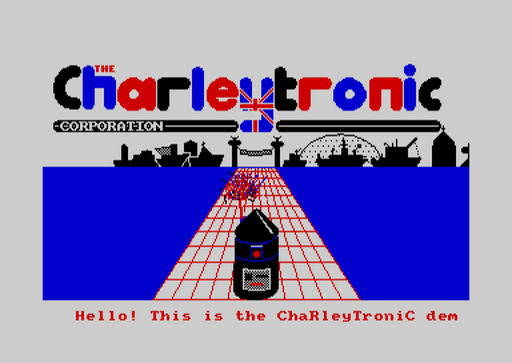 THE
Charleytronic
CORPORATION
Hello! This is the ChaRleyTroniC dem